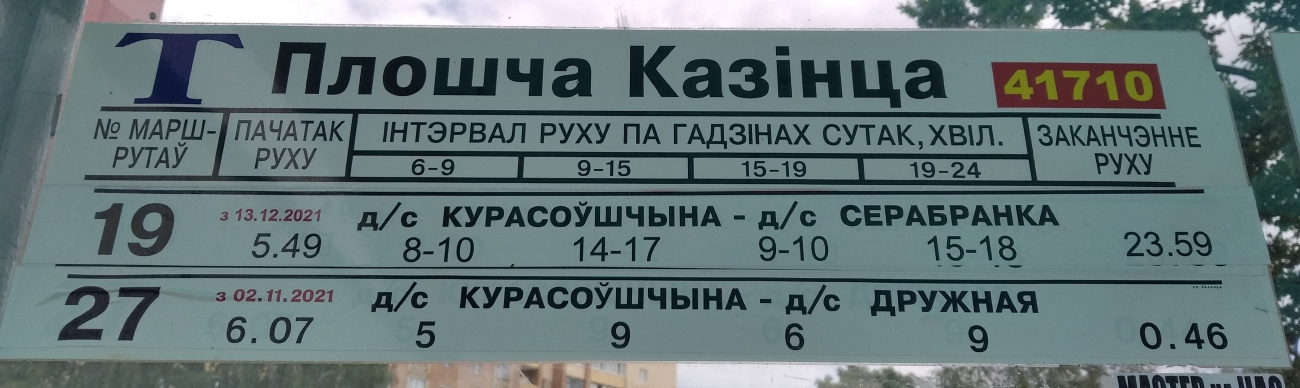 Т Плошча Казінца 41710
№ МАРШ-РУТАЎ ПАЧАТАК РУХУ ІНТЭРВАЛ РУХУ ПА ГАДЗІНАХ СУТАК, ХВІЛ. ЗАКАНЧЭННЕ РУХУ
6-9 9-15 15-19 19-24
19 з 13.12.2021 д/с КУРАСОЎШЧЫНА - д/с СЕРАБРАНКА
5.49 8-10 14-17 9-10 15-18 23.59
27 з 02.11.2021 д/с КУРАСОЎШЧЫНА - д/с ДРУЖНАЯ
6.07 5 9 6 9 0.46